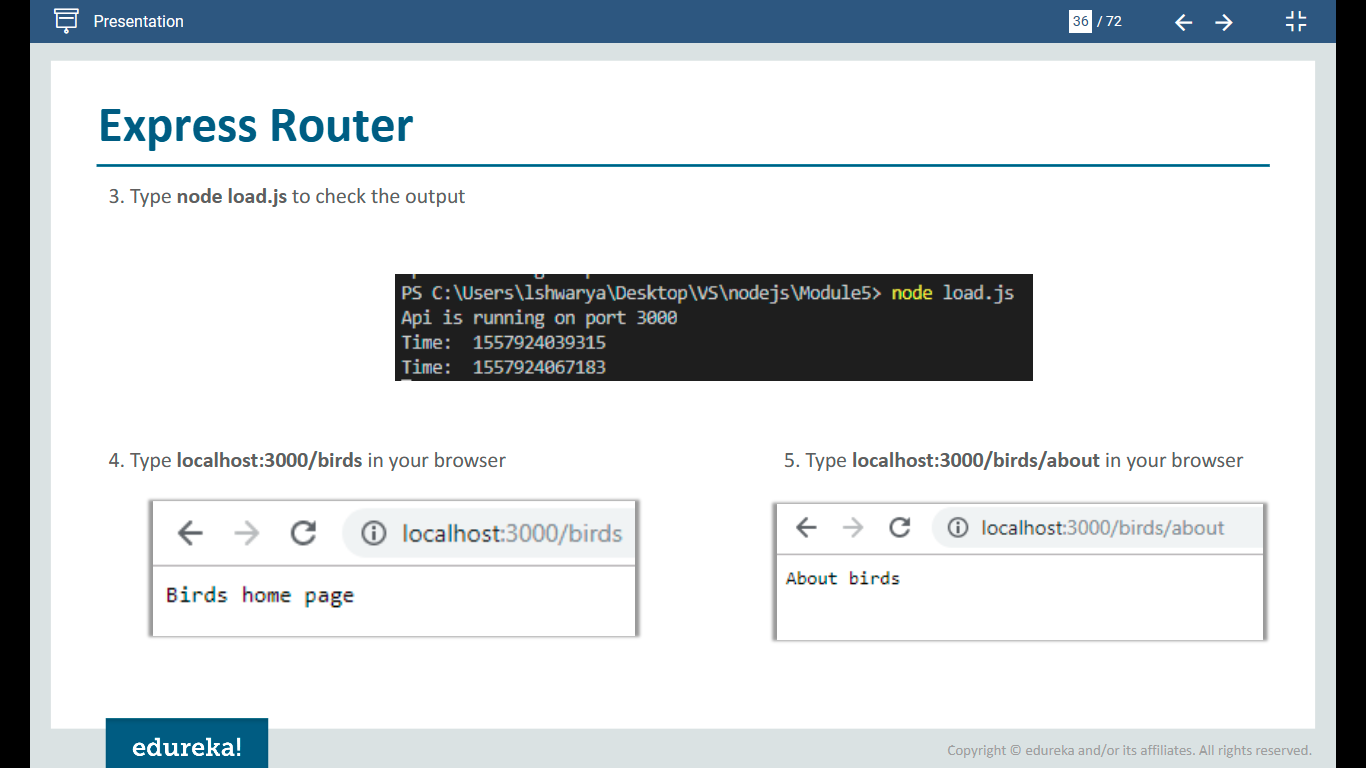 Presentation
36 / 72
Express Router
3. Type node load.js to check the output
PS C:\Users\lshwarya\Desktop\VS\nodejs\Module5> node load.js
Api is running on port 3000
Time:  1557924039315
Time:  1557924067183
4. Type localhost:3000/birds in your browser
localhost:3000/birds
Birds home page
5. Type localhost:3000/birds/about in your browser
localhost:3000/birds/about
About birds
edureka!
Copyright © edureka and/or its affiliates. All rights reserved.